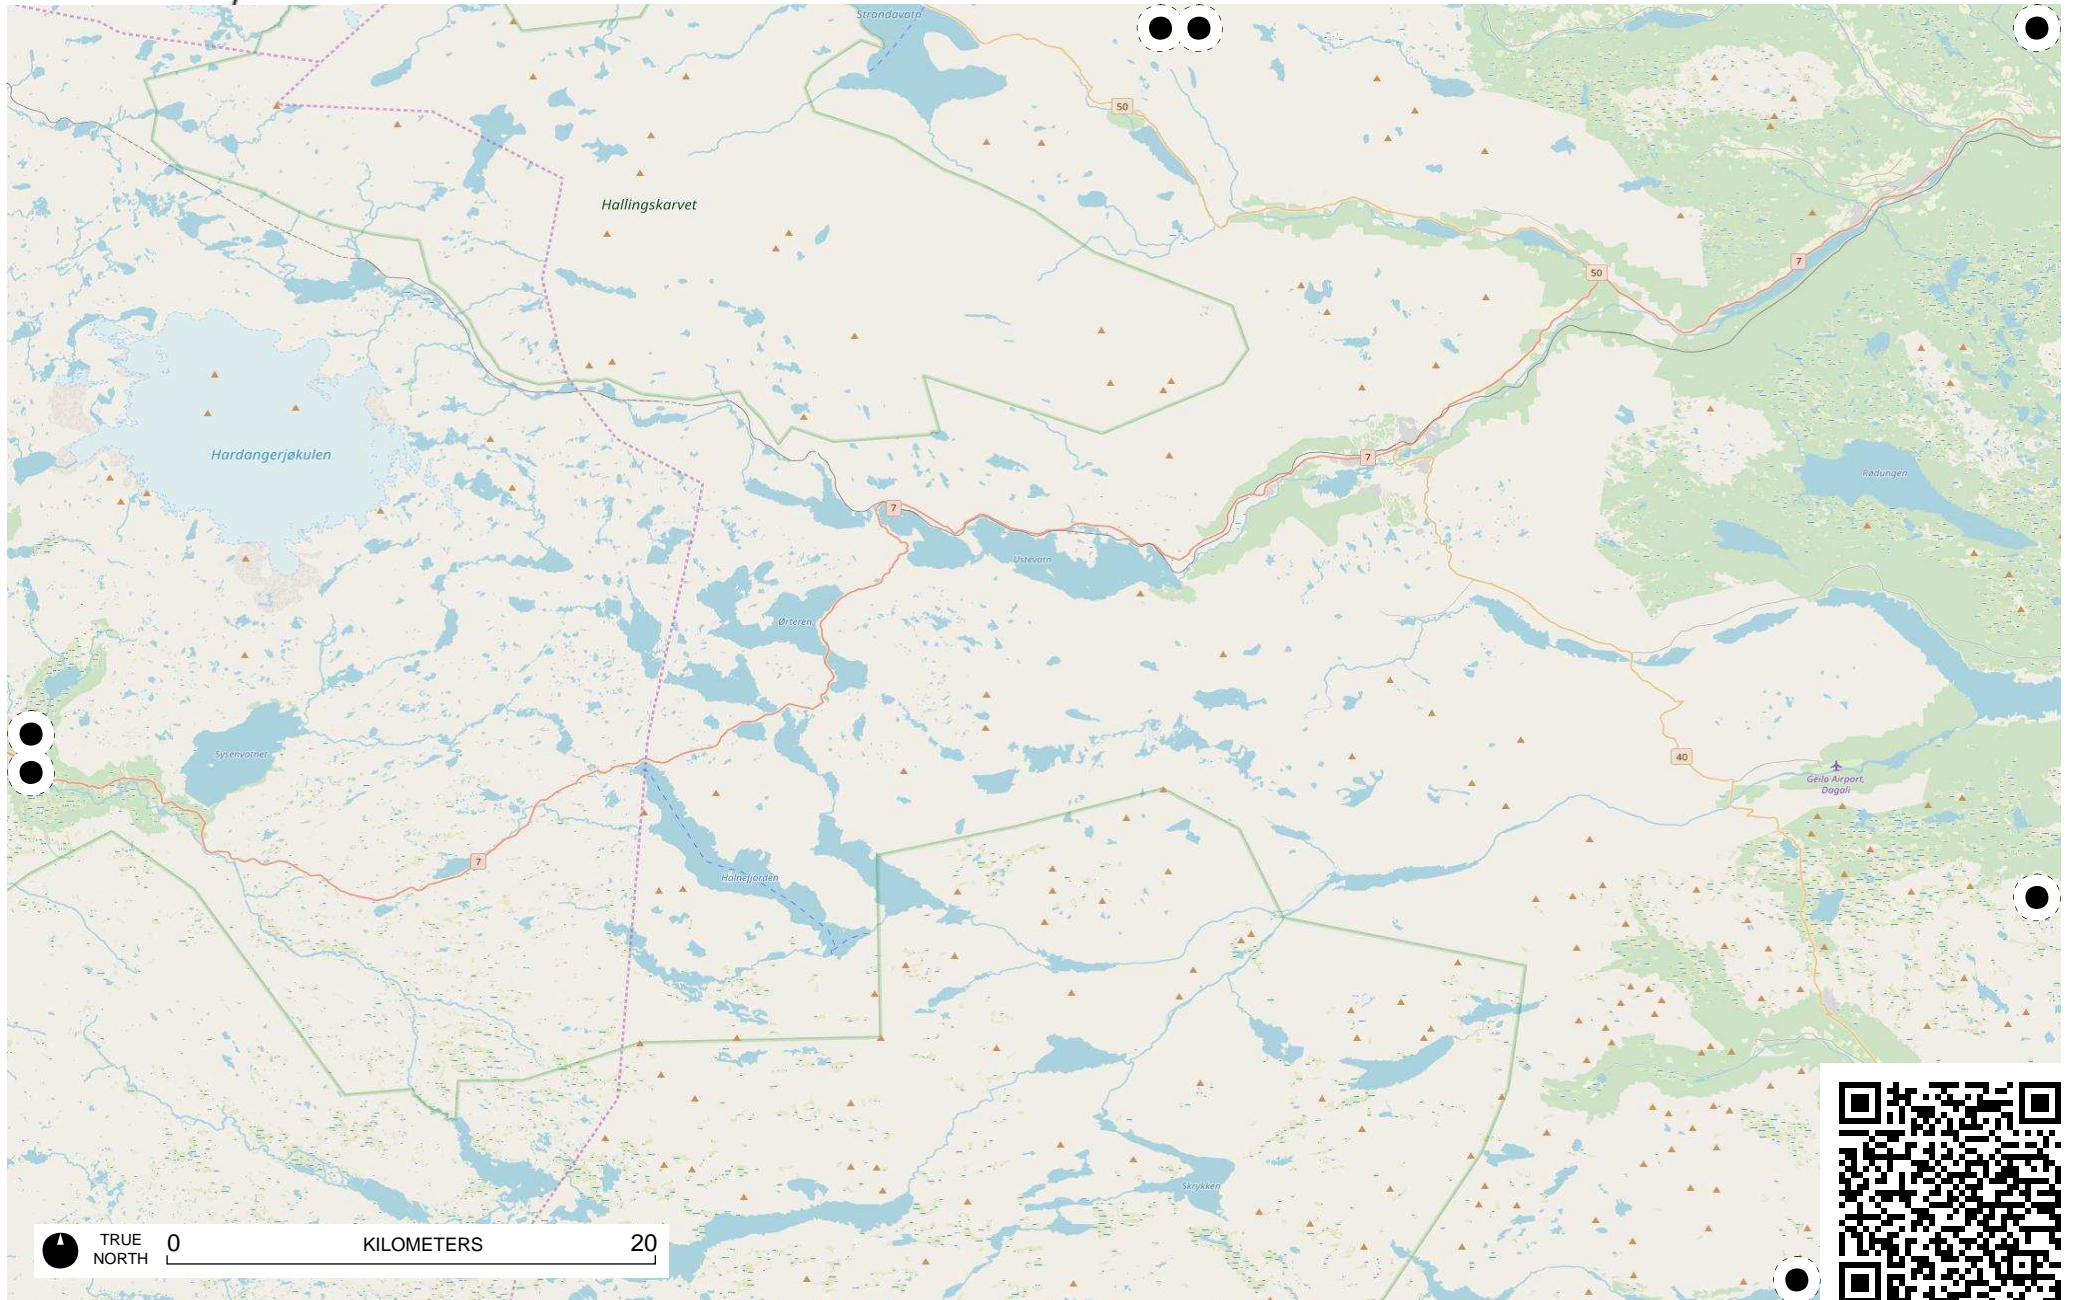 Strandavatn
50
Hallingskarvet
7
50
Hardangerjøkulen
7
Rødungen
7
Ustevatn
Ørteren
Sysenvatnet
40
Geilo Airport,
Dagali
7
Halnefjorden
Skrykken
TRUE
NORTH
0
KILOMETERS
20